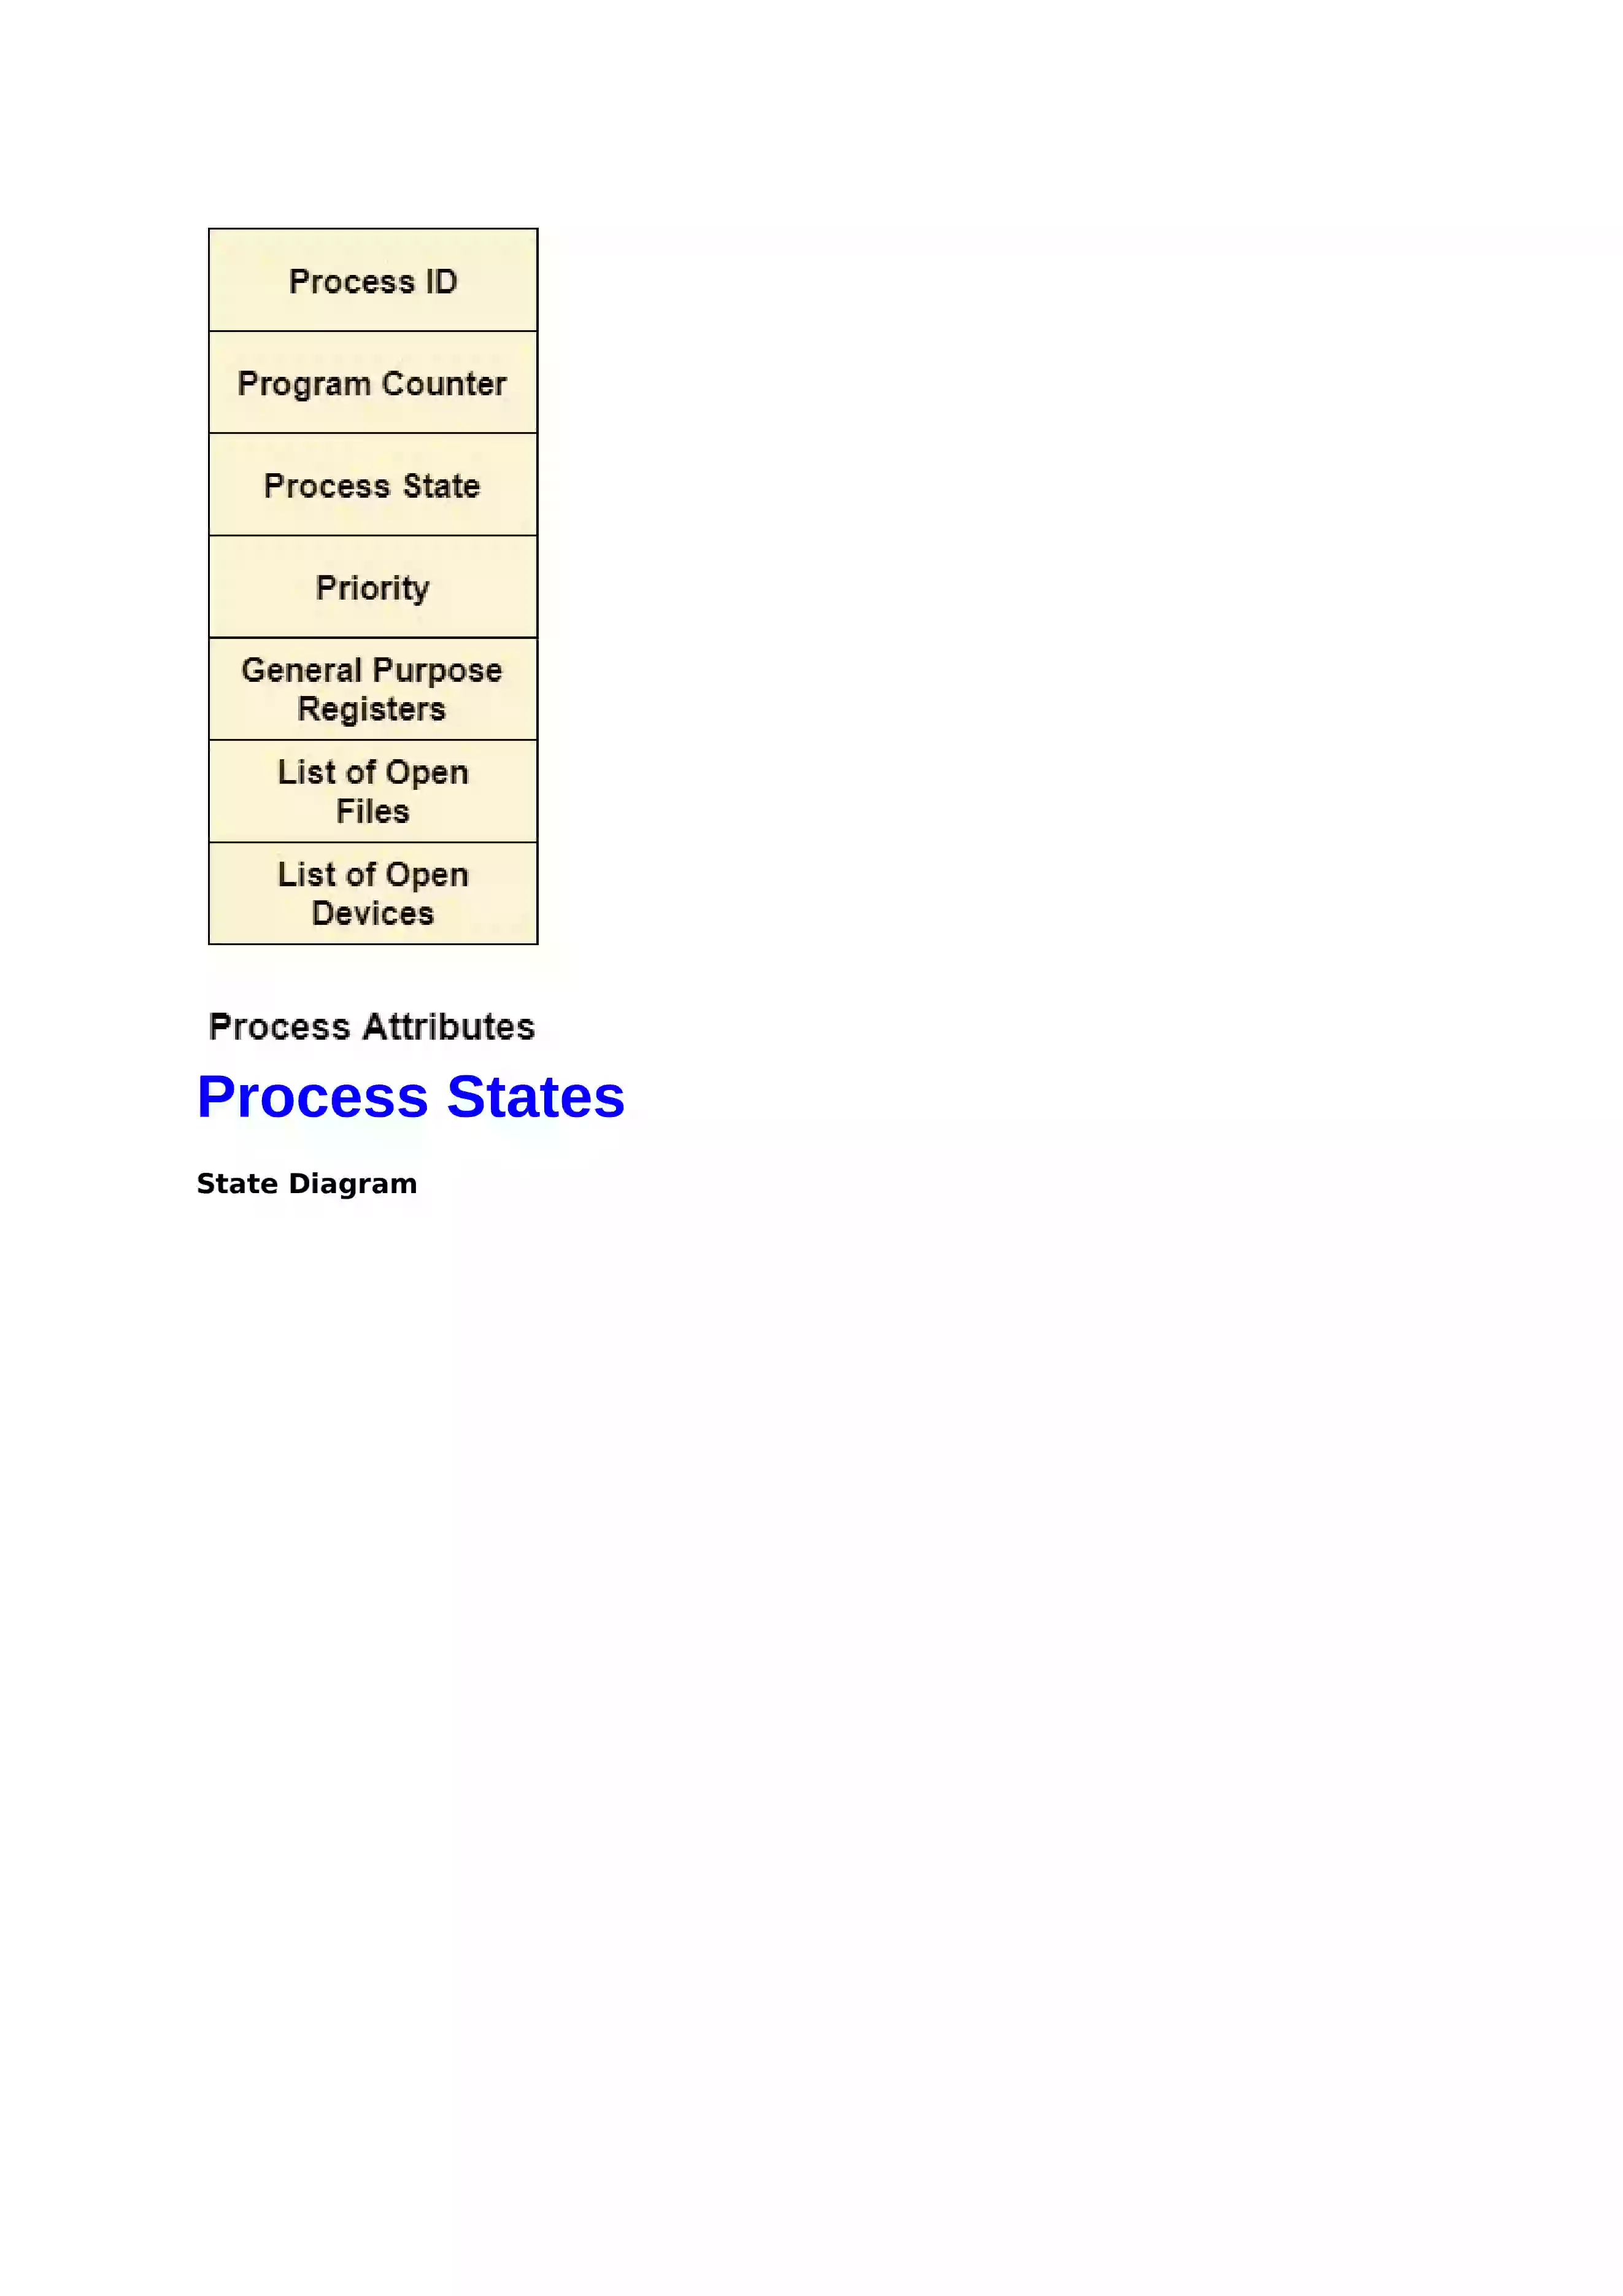 Process ID
Program Counter
Process State
Priority
General Purpose
Registers
List of Open
Files
List of Open
Devices
Process Attributes
Process States
State Diagram